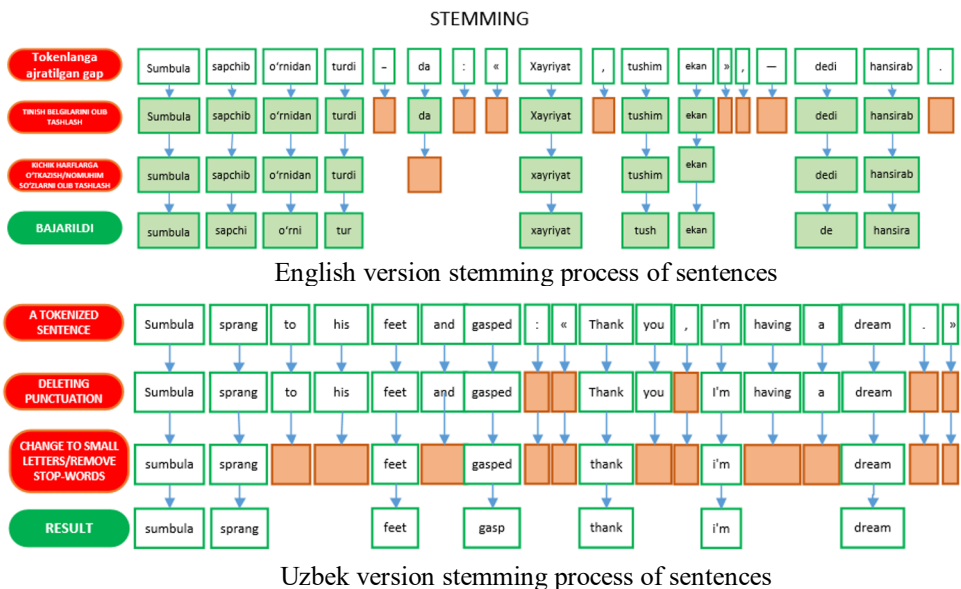 STEMMING
Tokenlanga ajratilgan gap
Sumbula sapchib o'rnidan turdi - da : « Xayriyat , tushim ekan » , — dedi hansirab .
TINISH BELGILARINI OLIB TASHLASH
Sumbula sapchib o'rnidan turdi da Xayriyat tushim ekan dedi hansirab
KICHIK HARFLARGA O'TKAZISH/NOMUHIM SO'ZLARNI OLIB TASHLASH
sumbula sapchib o'rnidan turdi xayriyat tushim ekan dedi hansirab
BAJARILDI
sumbula sapchi o'rni tur xayriyat tush ekan de hansira
English version stemming process of sentences
A TOKENIZED SENTENCE
Sumbula sprang to his feet and gasped : « Thank you , I'm having a dream . »
DELETING PUNCTUATION
Sumbula sprang to his feet and gasped Thank you I'm having a dream
CHANGE TO SMALL LETTERS/REMOVE STOP-WORDS
sumbula sprang feet gasped thank i'm dream
RESULT
sumbula sprang feet gasp thank i'm dream
Uzbek version stemming process of sentences